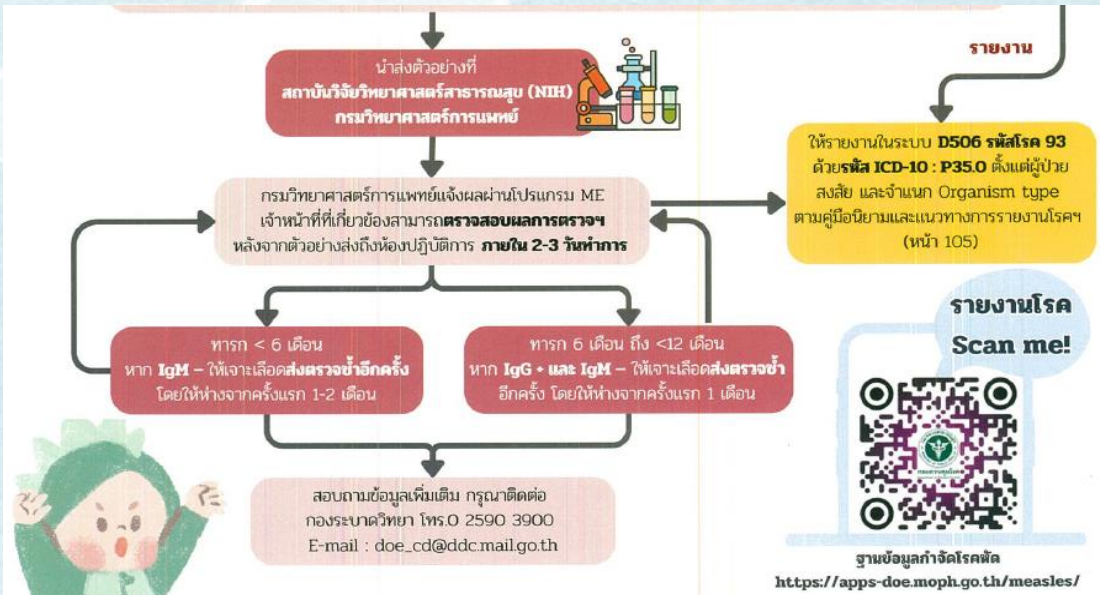 รายงาน
นำส่งตัวอย่างที่
สถาบันวิจัยวิทยาศาสตร์สาธารณสุข (NIH)
กรมวิทยาศาสตร์การแพทย์
ให้รายงานในระบบ D506 รหัสโรค 93
ด้วยรหัส ICD-10 : P35.0 ตั้งแต่ผู้ป่วย
สงสัย และจำแนก Organism type
ตามคู่มือนิยามและแนวทางการรายงานโรคฯ
(หน้า 105)
กรมวิทยาศาสตร์การแพทย์แจ้งผลผ่านโปรแกรม ME
เจ้าหน้าที่ที่เกี่ยวข้องสามารถตรวจสอบผลการตรวจฯ
หลังจากตัวอย่างส่งถึงห้องปฏิบัติการ ภายใน 2-3 วันทำการ
ทารก < 6 เดือน
หาก IgM – ให้เจาะเลือดส่งตรวจซ้ำอีกครั้ง
โดยให้ห่างจากครั้งแรก 1-2 เดือน
ทารก 6 เดือน ถึง <12 เดือน
หาก IgG + และ IgM – ให้เจาะเลือดส่งตรวจซ้ำ
อีกครั้ง โดยให้ห่างจากครั้งแรก 1 เดือน
สอบถามข้อมูลเพิ่มเติม กรุณาติดต่อ
กองระบาดวิทยา โทร.0 2590 3900
E-mail : doe_cd@ddc.mail.go.th
รายงานโรค
Scan me!
ฐานข้อมูลกำจัดโรคหัด
https://apps-doe.moph.go.th/measles/